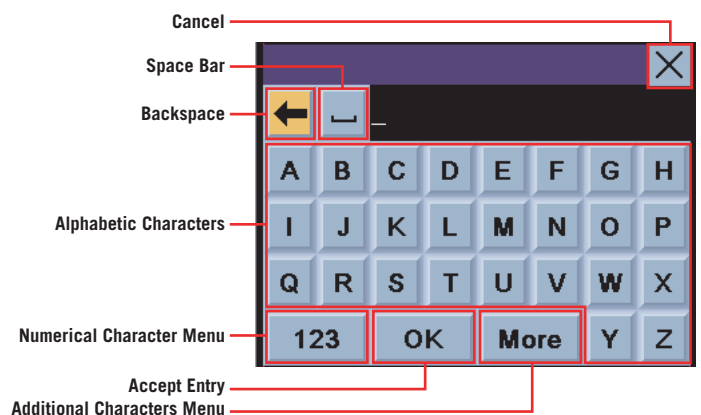 Cancel
Space Bar
Backspace
_
A B C D E F G H
Alphabetic Characters
I J K L M N O P
Q R S T U V W X
Numerical Character Menu
123 OK More Y Z
Accept Entry
Additional Characters Menu